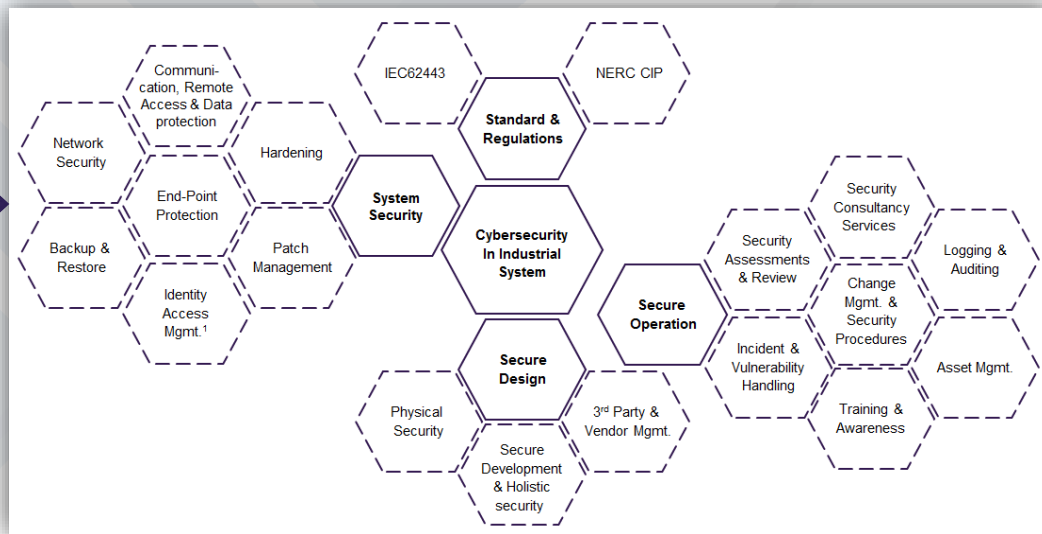 Communi-
cation, Remote
Access & Data
protection
Network
Security
Hardening
End-Point
Protection
Backup &
Restore
Patch
Management
Identity
Access
Mgmt.¹
System
Security
IEC62443
NERC CIP
Standard &
Regulations
Cybersecurity
In Industrial
System
Secure
Operation
Secure
Design
Physical
Security
3rd Party &
Vendor Mgmt.
Secure
Development
& Holistic
security
Security
Consultancy
Services
Security
Assessments
& Review
Logging &
Auditing
Change
Mgmt. &
Security
Procedures
Incident &
Vulnerability
Handling
Asset Mgmt.
Training &
Awareness